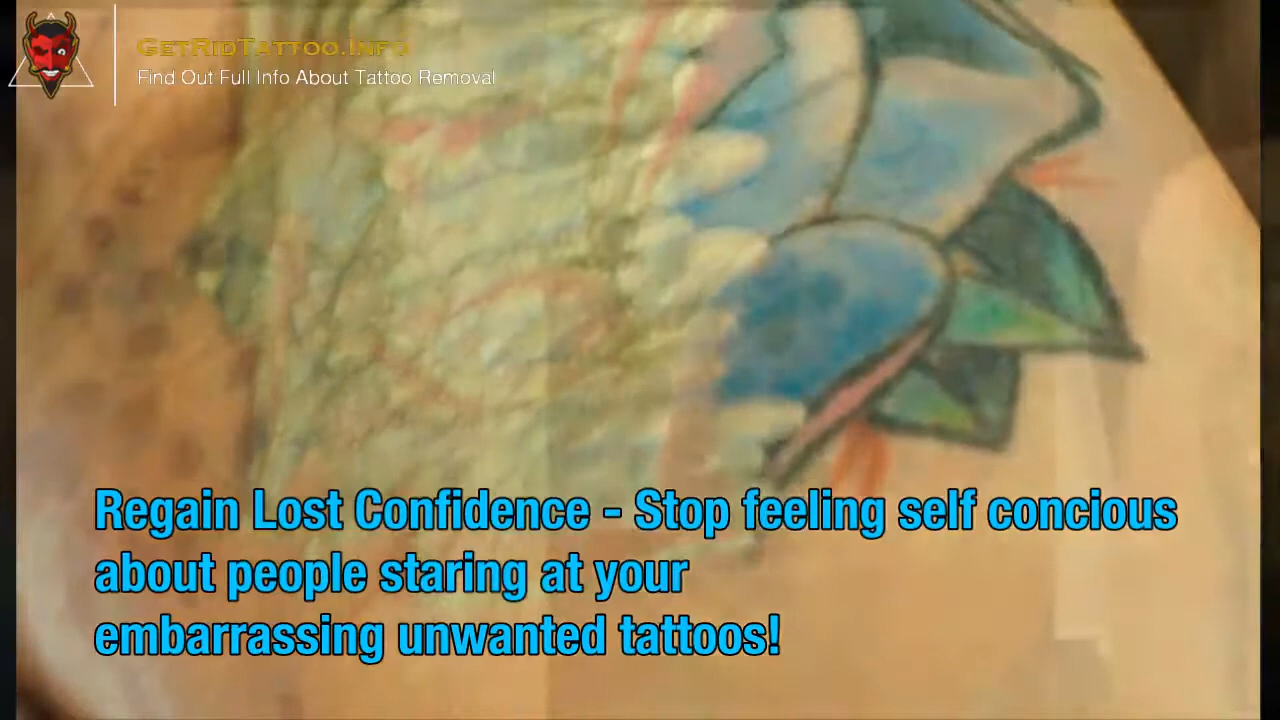 GetRidTattoo.Info
Find Out Full Info About Tattoo Removal
Regain Lost Confidence - Stop feeling self concious
about people staring at your
embarrassing unwanted tattoos!